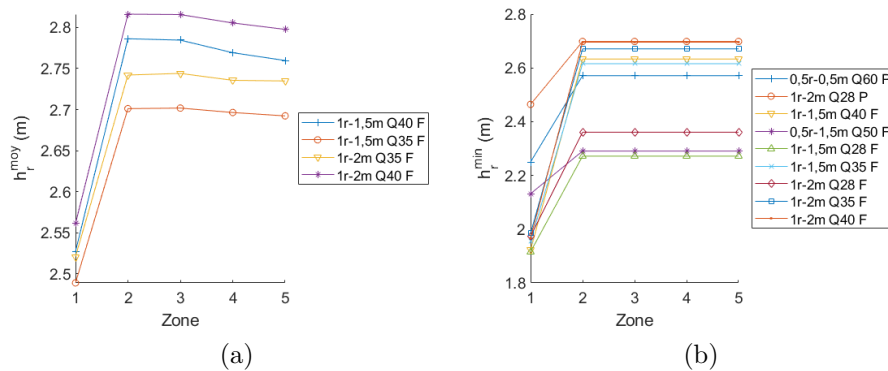 2.8
2.75
2.7
2.65
2.6
2.55
2.5
h_r^moy (m)
1 2 3 4 5
Zone
1r-1,5m Q40 F
1r-1,5m Q35 F
1r-2m Q35 F
1r-2m Q40 F
(a)
2.8
2.6
2.4
2.2
2
1.8
h_r^min (m)
1 2 3 4 5
Zone
0,5r-0,5m Q60 F
1r-2m Q28 P
1r-1,5m Q40 F
0,5r-1,5m Q50 F
1r-1,5m Q28 F
1r-1,5m Q35 F
1r-2m Q28 F
1r-2m Q35 F
1r-2m Q40 F
(b)